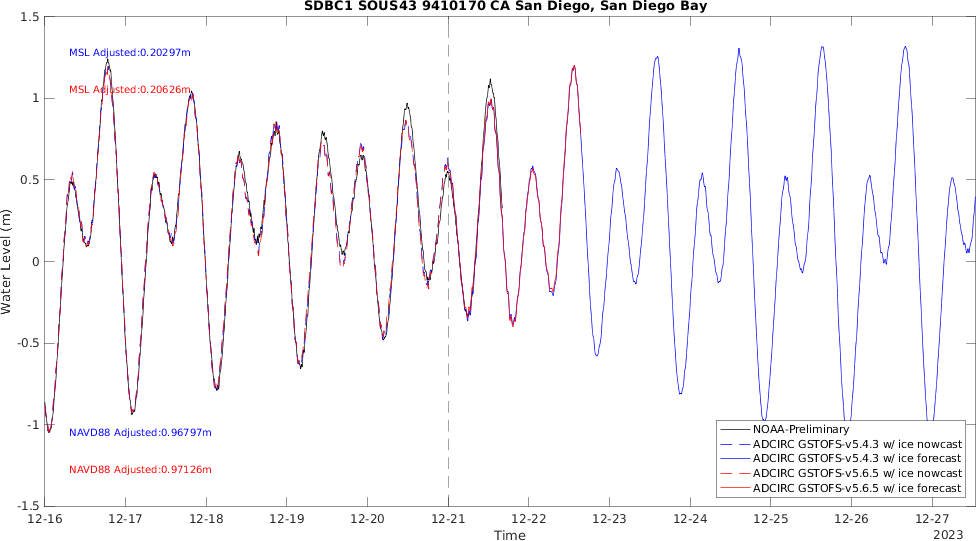 SDBC1 SOUS43 9410170 CA San Diego, San Diego Bay
1.5
1
0.5
0
-0.5
-1
-1.5
Water Level (m)
MSL Adjusted:0.20297m
MSL Adjusted:0.20626m
NAVD88 Adjusted:0.96797m
NAVD88 Adjusted:0.97126m
NOAA-Preliminary
ADCIRC GSTOFS-v5.4.3 w/ ice nowcast
ADCIRC GSTOFS-v5.4.3 w/ ice forecast
ADCIRC GSTOFS-v5.6.5 w/ ice nowcast
ADCIRC GSTOFS-v5.6.5 w/ ice forecast
12-16 12-17 12-18 12-19 12-20 12-21 12-22 12-23 12-24 12-25 12-26 12-27
Time
2023